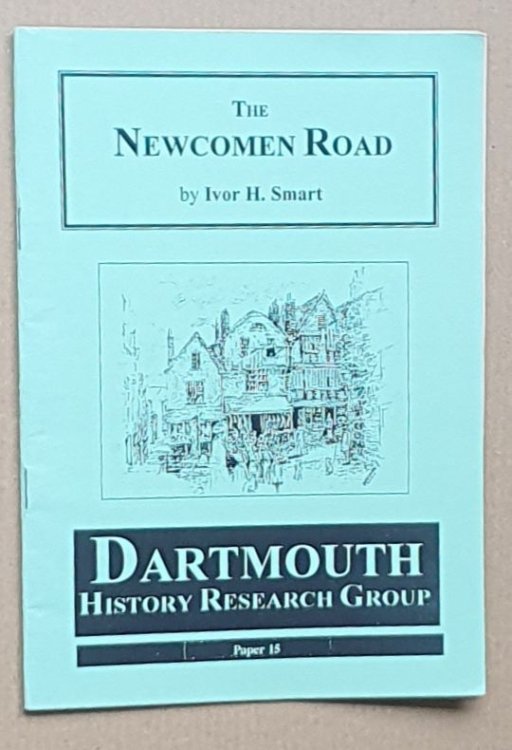 THE
NEWCOMEN ROAD
by Ivor H. Smart
DARTMOUTH
HISTORY RESEARCH GROUP
Paper 15